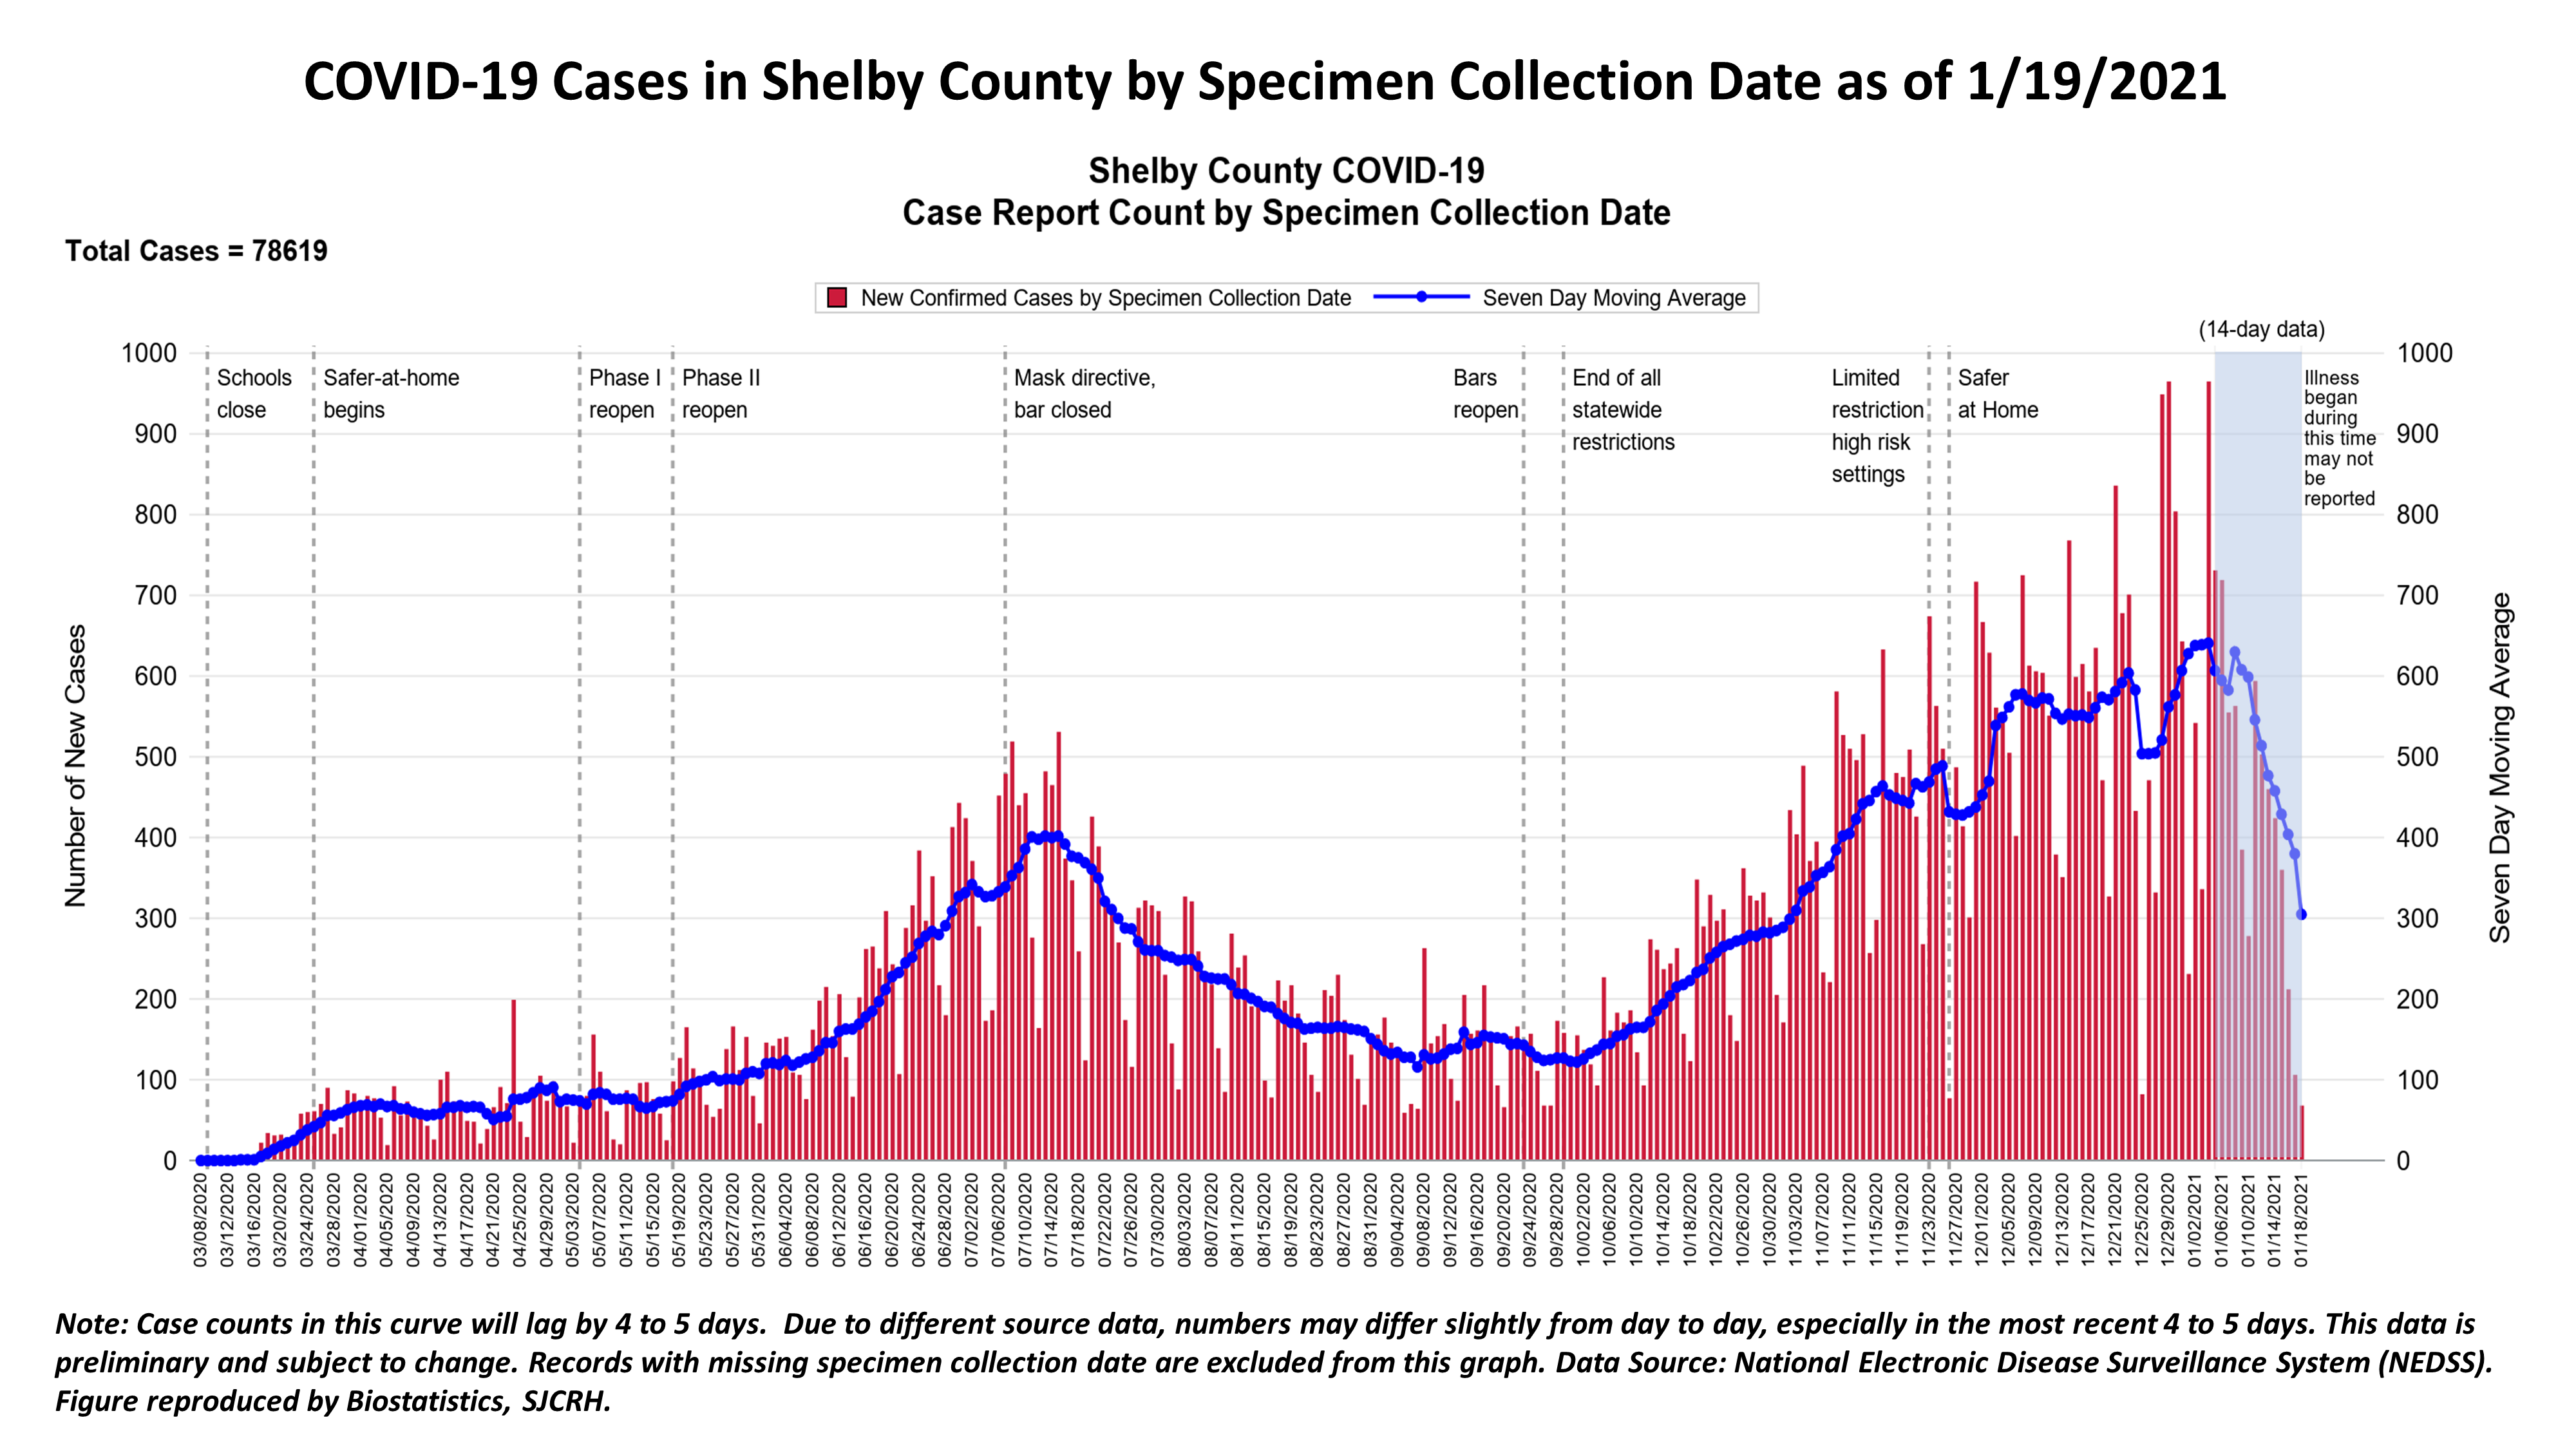 COVID-19 Cases in Shelby County by Specimen Collection Date as of 1/19/2021
Shelby County COVID-19
Case Report Count by Specimen Collection Date
Total Cases = 78619
New Confirmed Cases by Specimen Collection Date
Seven Day Moving Average
(14-day data)
Schools
close
Safer-at-home
begins
Phase I
reopen
Phase II
reopen
Mask directive,
bar closed
Bars
reopen
End of all
statewide
restrictions
Limited
restriction
high risk
settings
Safer
at Home
Illness
began
during
this time
may not
be
reported
Number of New Cases
1000
900
800
700
600
500
400
300
200
100
0
1000
900
800
700
600
500
400
300
200
100
0
Seven Day Moving Average
03/08/2020
03/12/2020
03/16/2020
03/20/2020
03/24/2020
03/28/2020
04/01/2020
04/05/2020
04/09/2020
04/13/2020
04/17/2020
04/21/2020
04/25/2020
04/29/2020
05/03/2020
05/07/2020
05/11/2020
05/15/2020
05/19/2020
05/23/2020
05/27/2020
05/31/2020
06/04/2020
06/08/2020
06/12/2020
06/16/2020
06/20/2020
06/24/2020
06/28/2020
07/02/2020
07/06/2020
07/10/2020
07/14/2020
07/18/2020
07/22/2020
07/26/2020
07/30/2020
08/03/2020
08/07/2020
08/11/2020
08/15/2020
08/19/2020
08/23/2020
08/27/2020
08/31/2020
09/04/2020
09/08/2020
09/12/2020
09/16/2020
09/20/2020
09/24/2020
09/28/2020
10/02/2020
10/06/2020
10/10/2020
10/14/2020
10/18/2020
10/22/2020
10/26/2020
10/30/2020
11/03/2020
11/07/2020
11/11/2020
11/15/2020
11/19/2020
11/23/2020
11/27/2020
12/01/2020
12/05/2020
12/09/2020
12/13/2020
12/17/2020
12/21/2020
12/25/2020
12/29/2020
01/02/2021
01/06/2021
01/10/2021
01/14/2021
01/18/2021
Note: Case counts in this curve will lag by 4 to 5 days.  Due to different source data, numbers may differ slightly from day to day, especially in the most recent 4 to 5 days. This data is
preliminary and subject to change. Records with missing specimen collection date are excluded from this graph. Data Source: National Electronic Disease Surveillance System (NEDSS).
Figure reproduced by Biostatistics, SJCRH.